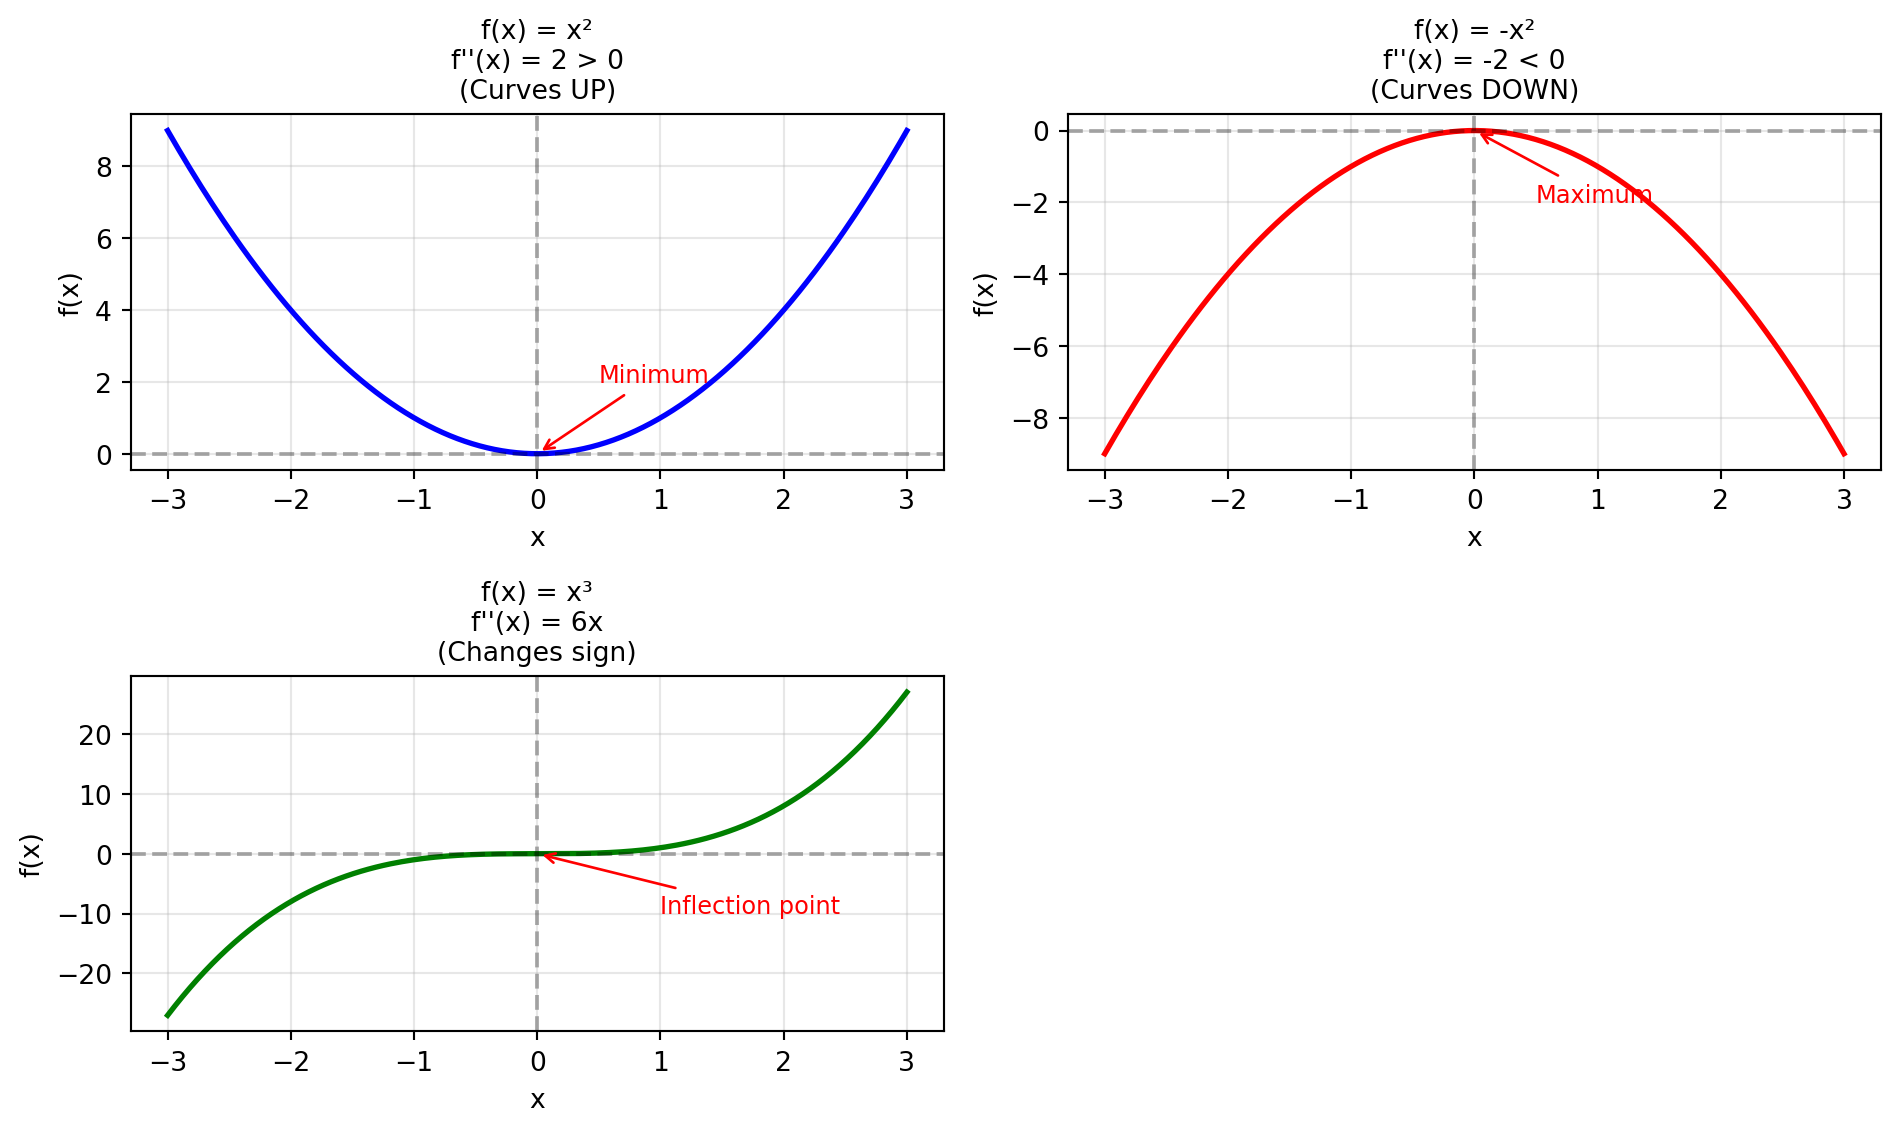 f(x) = x²
f''(x) = 2 > 0
(Curves UP)
f(x)
8
6
4
2
0
Minimum
−3 −2 −1 0 1 2 3
x
f(x) = -x²
f''(x) = -2 < 0
(Curves DOWN)
f(x)
0
−2
−4
−6
−8
Maximum
−3 −2 −1 0 1 2 3
x
f(x) = x³
f''(x) = 6x
(Changes sign)
f(x)
20
10
0
−10
−20
Inflection point
−3 −2 −1 0 1 2 3
x